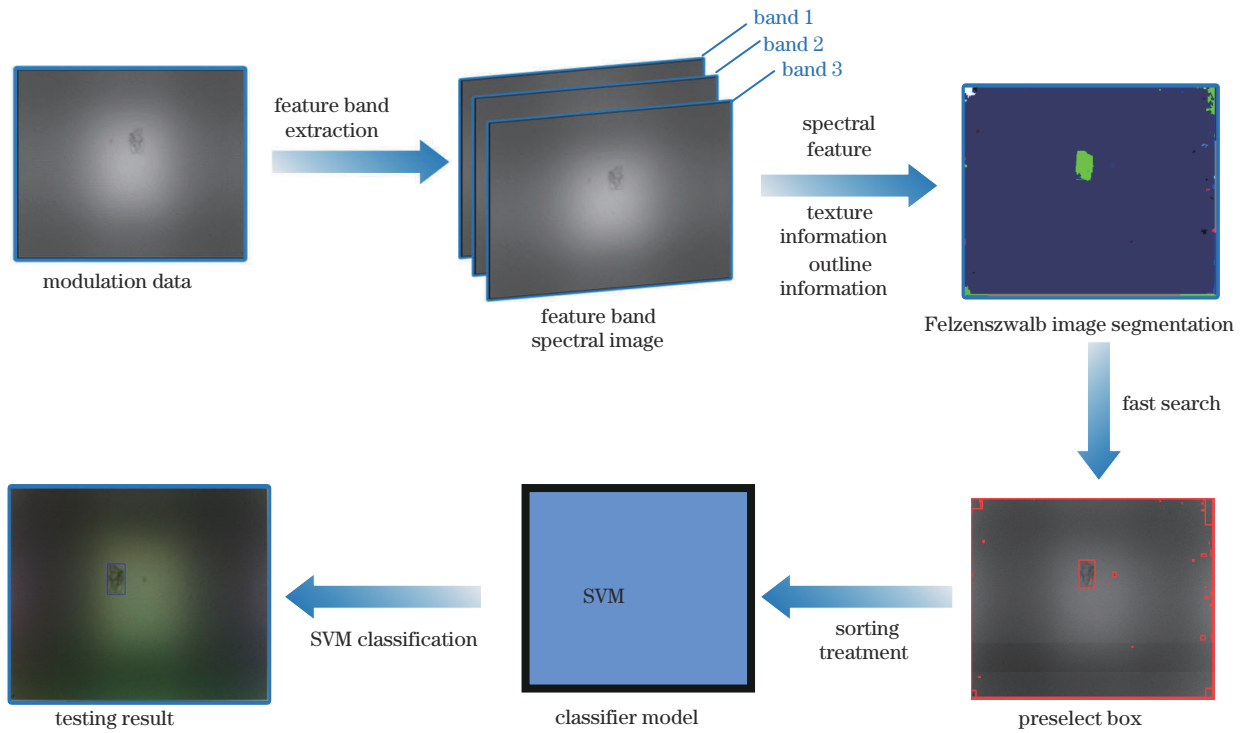 band 1
band 2
band 3
feature band
extraction
spectral
feature
texture
information
outline
information
modulation data
feature band
spectral image
Felzenszwalb image segmentation
fast search
SVM
SVM classification
sorting
treatment
testing result
classifier model
preselect box